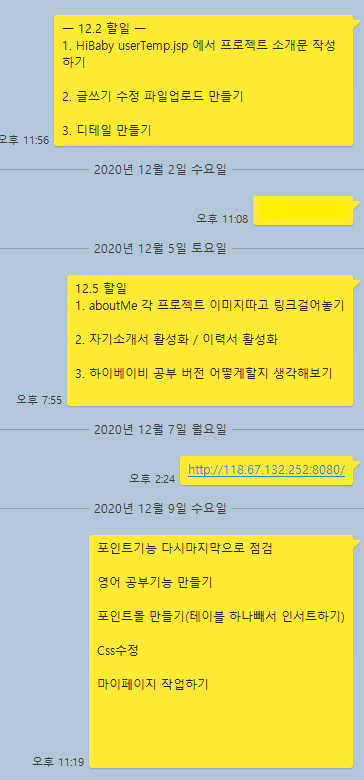 ㅡ 12.2 할일 ㅡ
1. HiBaby userTemp.jsp 에서 프로젝트 소개문 작성
하기
2. 글쓰기 수정 파일업로드 만들기
3. 디테일 만들기
오후 11:56
2020년 12월 2일 수요일
오후 11:08
2020년 12월 5일 토요일
12.5 할일
1. aboutMe 각 프로젝트 이미지따고 링크걸어놓기
2. 자기소개서 활성화 / 이력서 활성화
3. 하이베이비 공부 버전 어떻게할지 생각해보기
오후 7:55
2020년 12월 7일 월요일
오후 2:24
http://118.67.132.252:8080/
2020년 12월 9일 수요일
포인트기능 다시마지막으로 점검
영어 공부기능 만들기
포인트몰 만들기(테이블 하나빼서 인서트하기)
Css수정
마이페이지 작업하기
오후 11:19